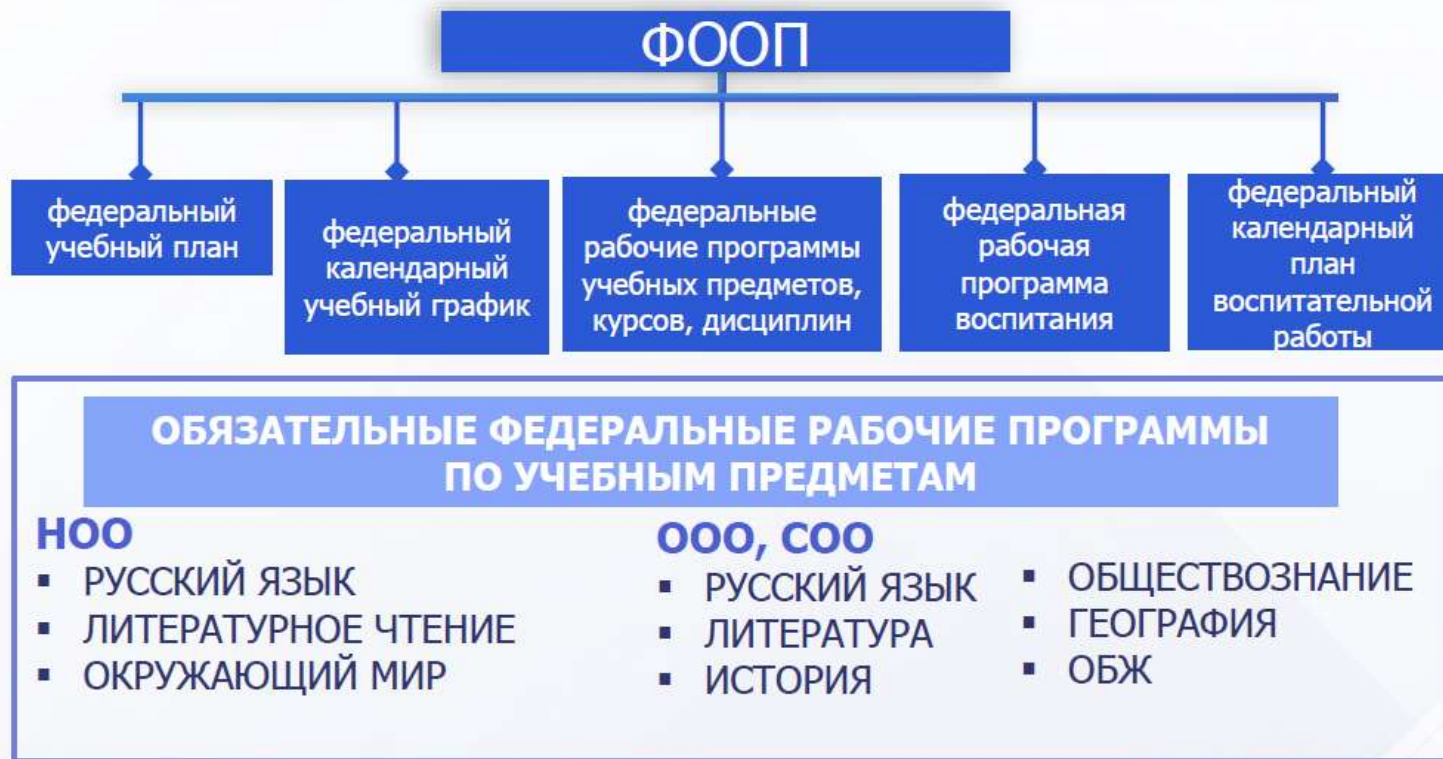 ФООП
федеральный
учебный план
федеральный
календарный
учебный график
федеральные
рабочие программы
учебных предметов,
курсов, дисциплин
федеральная
рабочая
программа
воспитания
федеральный
календарный
план
воспитательной
работы
ОБЯЗАТЕЛЬНЫЕ ФЕДЕРАЛЬНЫЕ РАБОЧИЕ ПРОГРАММЫ
ПО УЧЕБНЫМ ПРЕДМЕТАМ
НОО
▪ РУССКИЙ ЯЗЫК
▪ ЛИТЕРАТУРНОЕ ЧТЕНИЕ
▪ ОКРУЖАЮЩИЙ МИР
ООО, СОО
▪ РУССКИЙ ЯЗЫК
▪ ЛИТЕРАТУРА
▪ ИСТОРИЯ
▪ ОБЩЕСТВОЗНАНИЕ
▪ ГЕОГРАФИЯ
▪ ОБЖ